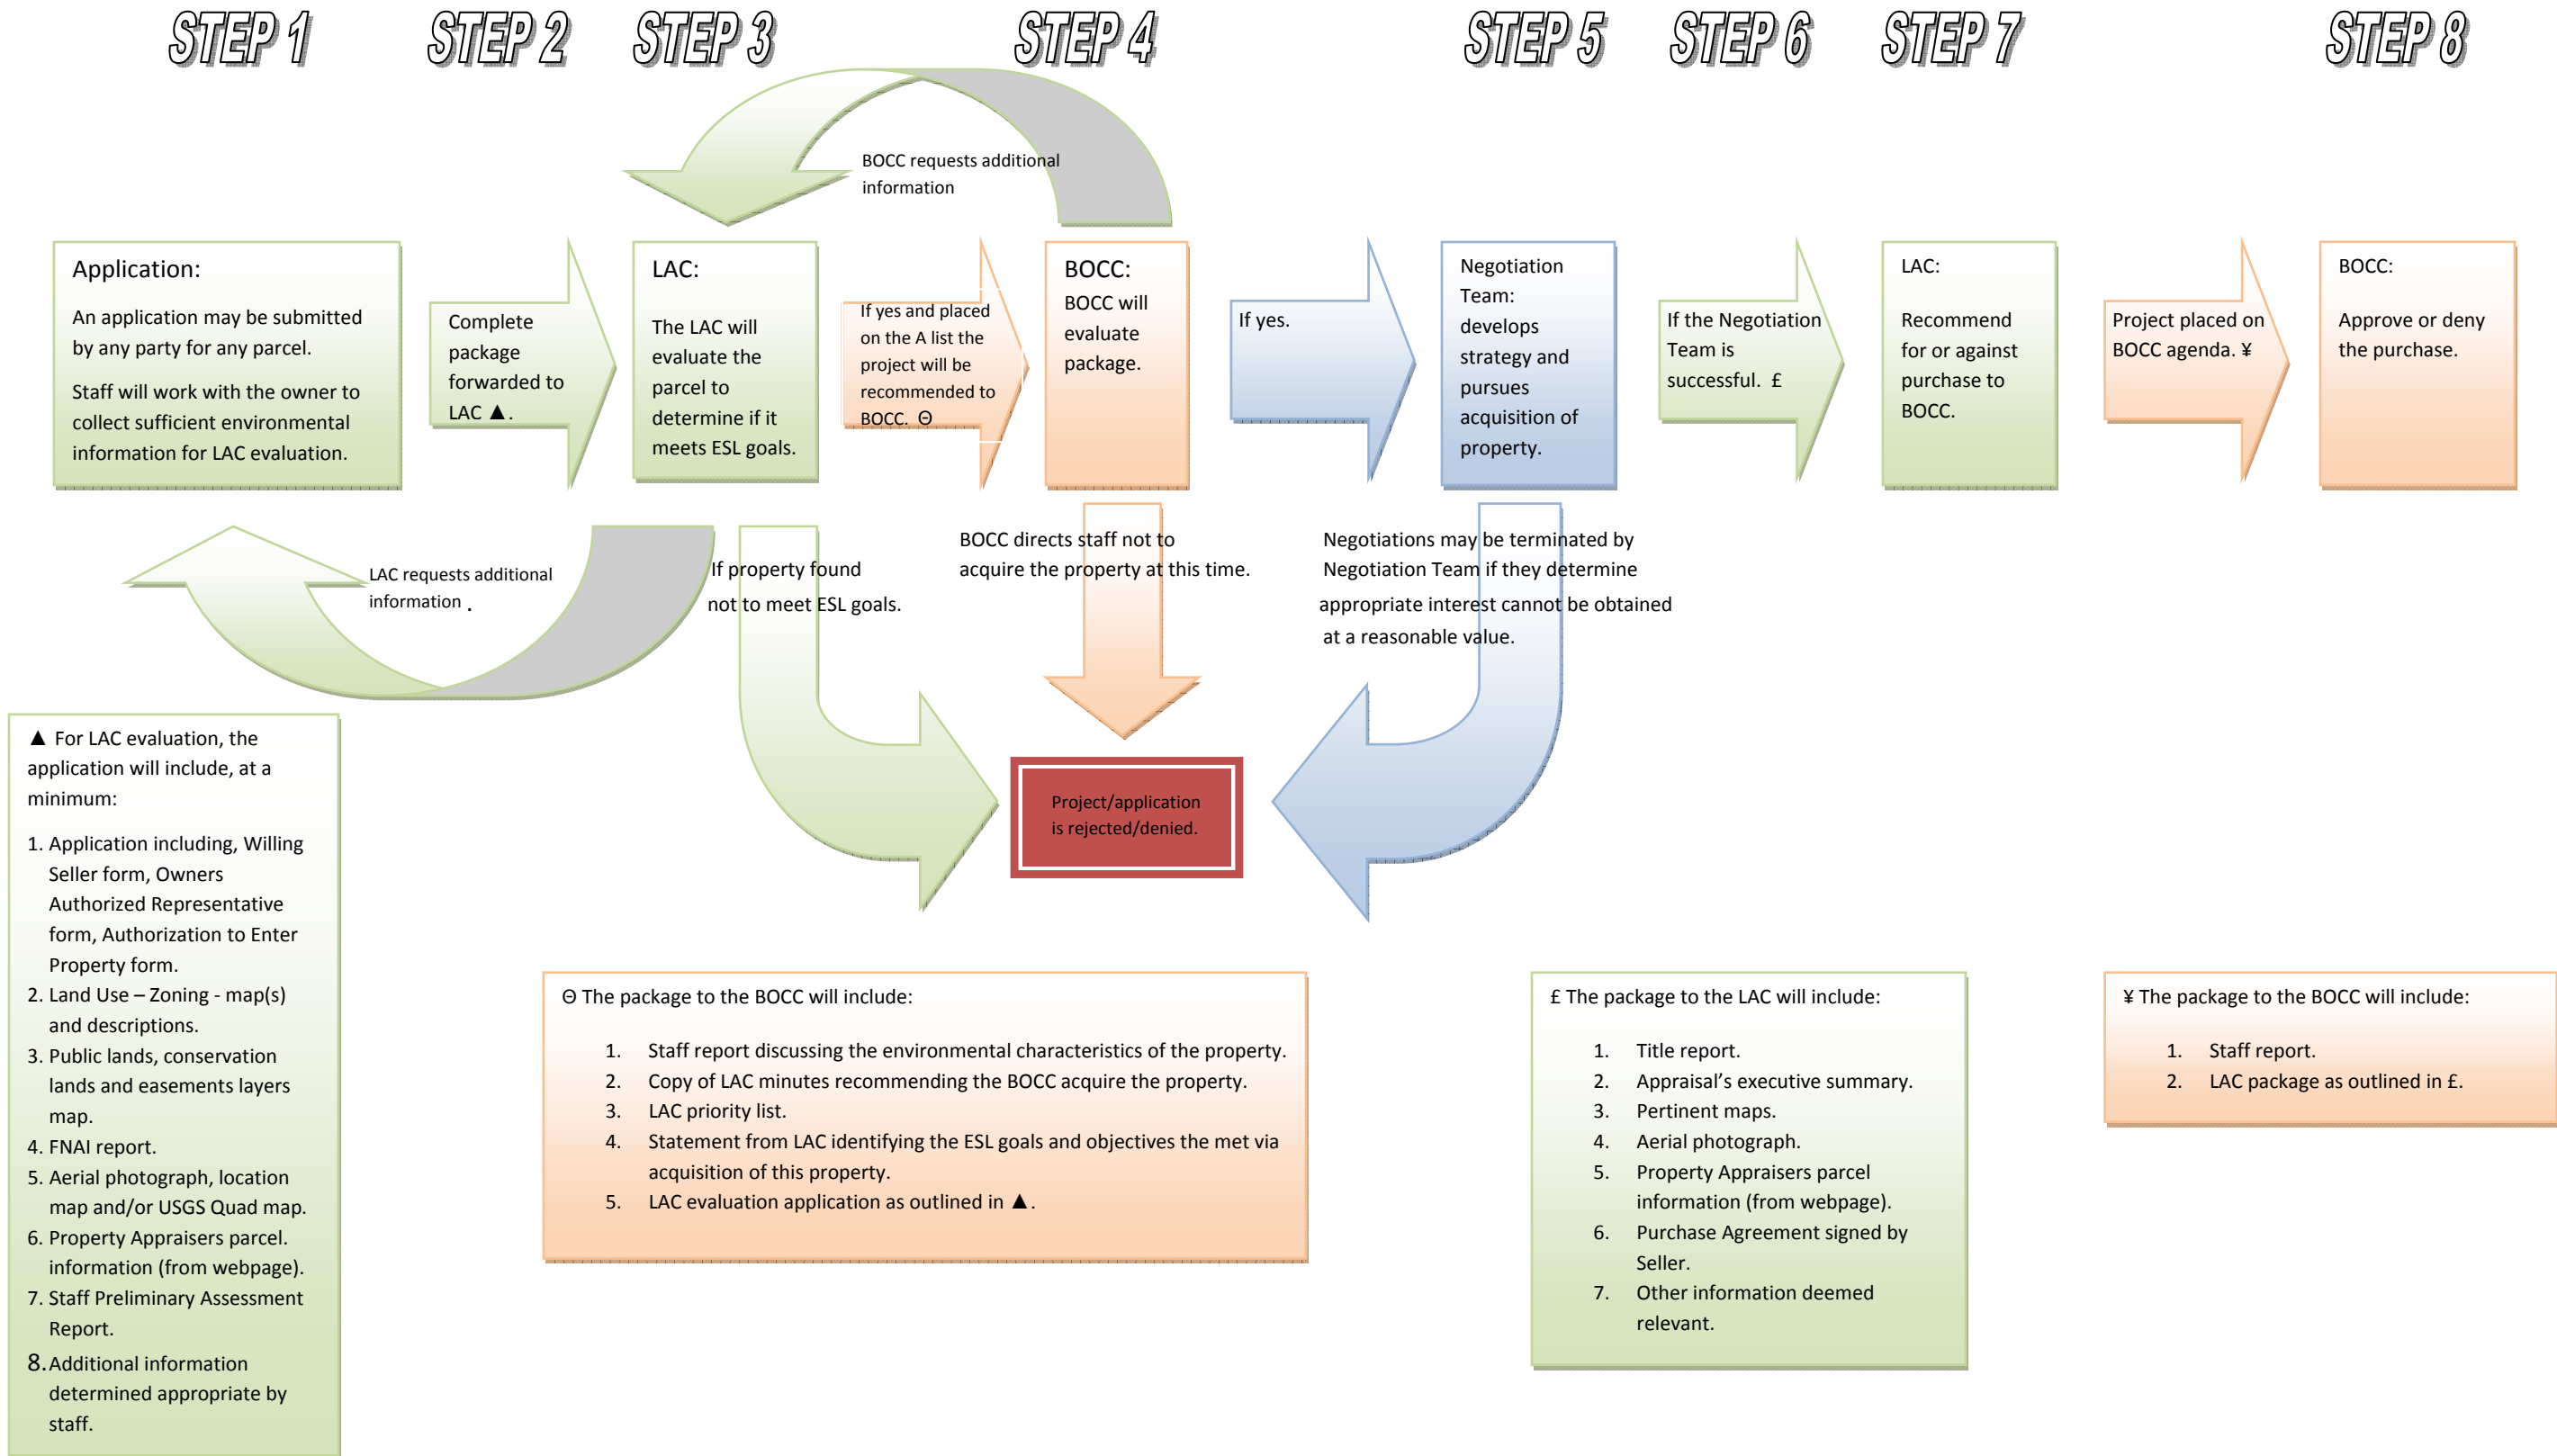 STEP 1
STEP 2
STEP 3
STEP 4
STEP 5
STEP 6
STEP 7
STEP 8
BOCC requests additional
information
Application:
An application may be submitted
by any party for any parcel.
Staff will work with the owner to
collect sufficient environmental
information for LAC evaluation.
Complete
package
forwarded to
LAC ▲.
LAC:
The LAC will
evaluate the
parcel to
determine if it
meets ESL goals.
If yes and placed
on the A list the
project will be
recommended to
BOCC. Θ
BOCC:
BOCC will
evaluate
package.
If yes.
Negotiation
Team:
develops
strategy and
pursues
acquisition of
property.
If the Negotiation
Team is
successful. £
LAC:
Recommend
for or against
purchase to
BOCC.
Project placed on
BOCC agenda. ¥
BOCC:
Approve or deny
the purchase.
LAC requests additional
information .
If property found
not to meet ESL goals.
BOCC directs staff not to
acquire the property at this time.
Negotiations may be terminated by
Negotiation Team if they determine
appropriate interest cannot be obtained
at a reasonable value.
Project/application
is rejected/denied.
▲ For LAC evaluation, the
application will include, at a
minimum:
1. Application including, Willing
Seller form, Owners
Authorized Representative
form, Authorization to Enter
Property form.
2. Land Use – Zoning - map(s)
and descriptions.
3. Public lands, conservation
lands and easements layers
map.
4. FNAI report.
5. Aerial photograph, location
map and/or USGS Quad map.
6. Property Appraisers parcel.
information (from webpage).
7. Staff Preliminary Assessment
Report.
8. Additional information
determined appropriate by
staff.
Θ The package to the BOCC will include:
1. Staff report discussing the environmental characteristics of the property.
2. Copy of LAC minutes recommending the BOCC acquire the property.
3. LAC priority list.
4. Statement from LAC identifying the ESL goals and objectives the met via
acquisition of this property.
5. LAC evaluation application as outlined in ▲.
£ The package to the LAC will include:
1. Title report.
2. Appraisal’s executive summary.
3. Pertinent maps.
4. Aerial photograph.
5. Property Appraisers parcel
information (from webpage).
6. Purchase Agreement signed by
Seller.
7. Other information deemed
relevant.
¥ The package to the BOCC will include:
1. Staff report.
2. LAC package as outlined in £.